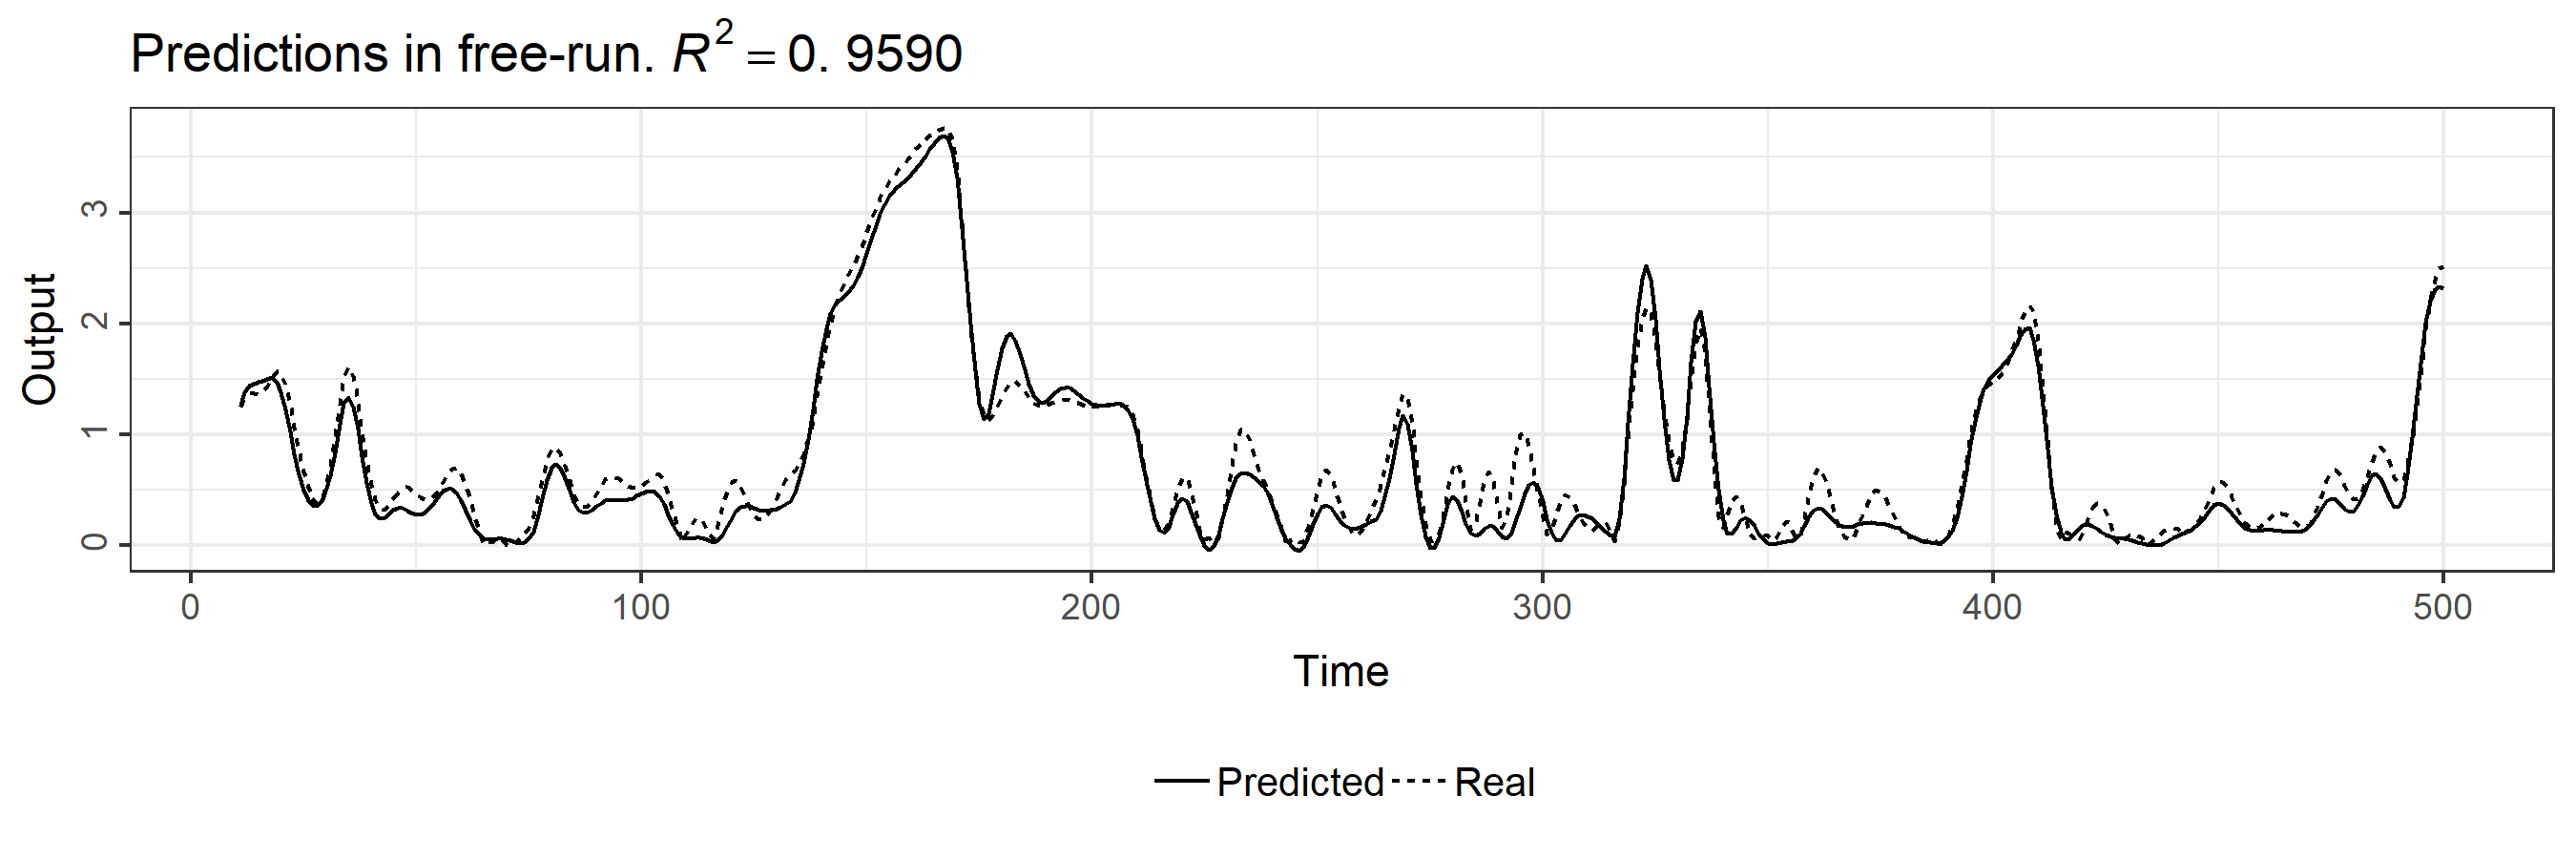 Predictions in free-run. R² = 0. 9590
Output
3
2
1
0
0 100 200 300 400 500
Time
Predicted Real